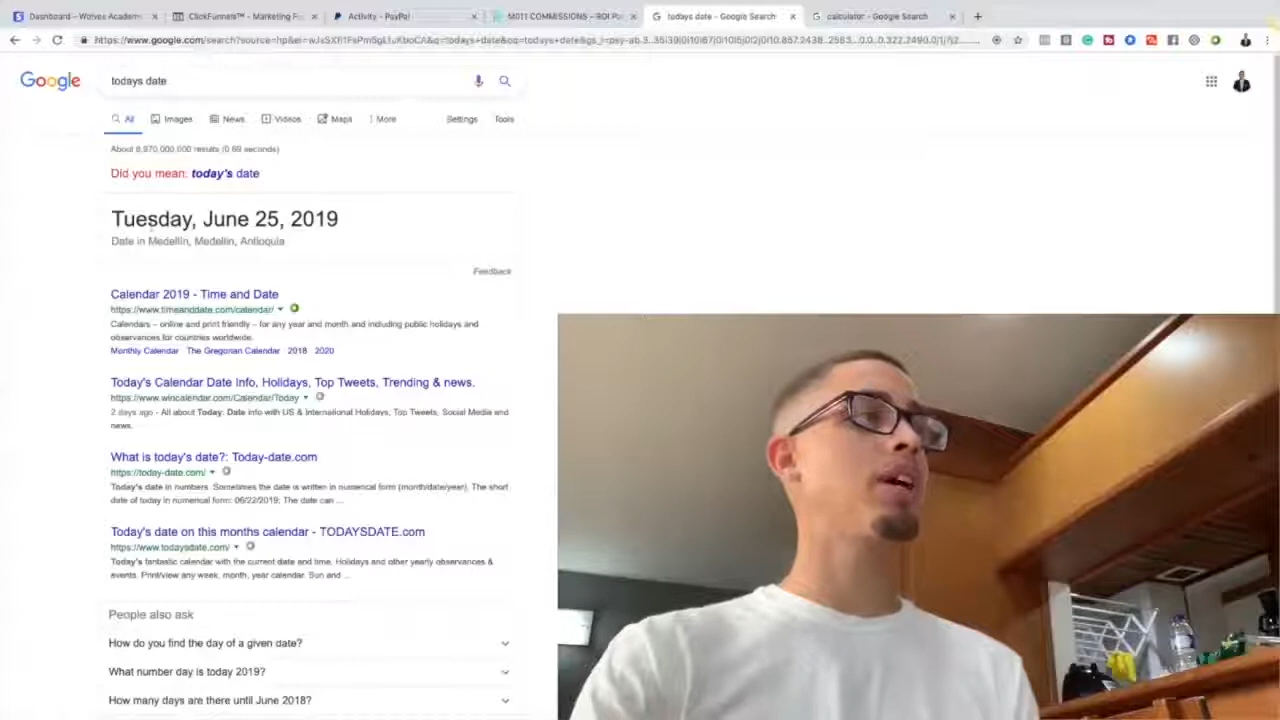 Dashboard – Wolves Academ
ClickFunnels™ - Marketing Fu
Activity - PayPal
M011 COMMISSIONS – ROI Po
todays date - Google Search
calculator - Google Search
Google
todays date
All
Images
News
Videos
Maps
More
Settings
Tools
About 8,970,000,000 results (0.69 seconds)
Did you mean: today's date
Tuesday, June 25, 2019
Date in Medellín, Medellin, Antioquia
Feedback
Calendar 2019 - Time and Date
https://www.timeanddate.com/calendar/
Calendars – online and print friendly – for any year and month and including public holidays and
observances for countries worldwide.
Monthly Calendar The Gregorian Calendar 2018 2020
Today's Calendar Date Info, Holidays, Top Tweets, Trending & news.
https://www.wincalendar.com/Calendar/Today
2 days ago - All about Today: Date info with US & International Holidays, Top Tweets, Social Media and
news.
What is today's date?: Today-date.com
https://today-date.com/
Today's date in numbers. Sometimes the date is written in numerical form (month/date/year). The short
date of today in numerical form: 06/22/2019; The date can ...
Today's date on this months calendar - TODAYSDATE.com
https://www.todaysdate.com/
Today's fantastic calendar with the current date and time. Holidays and other yearly observances &
events. Print/view any week, month, year calendar. Sun and ...
People also ask
How do you find the day of a given date?
What number day is today 2019?
How many days are there until June 2018?